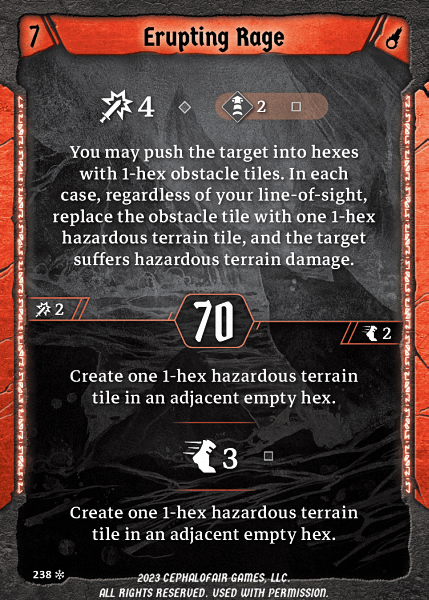 7
Erupting Rage
4
2
You may push the target into hexes
with 1-hex obstacle tiles. In each
case, regardless of your line-of-sight,
replace the obstacle tile with one 1-hex
hazardous terrain tile, and the target
suffers hazardous terrain damage.
2
70
2
Create one 1-hex hazardous terrain
tile in an adjacent empty hex.
3
Create one 1-hex hazardous terrain
tile in an adjacent empty hex.
238
2023 CEPHALOFAIR GAMES, LLC.
ALL RIGHTS RESERVED. USED WITH PERMISSION.